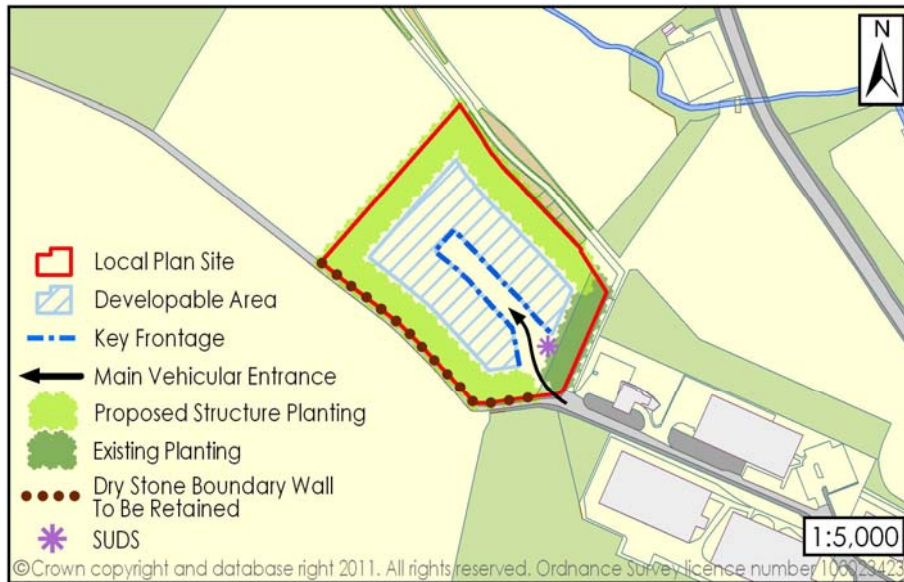 N
Local Plan Site
Developable Area
Key Frontage
Main Vehicular Entrance
Proposed Structure Planting
Existing Planting
Dry Stone Boundary Wall
To Be Retained
SUDS
1:5,000
©Crown copyright and database right 2011. All rights reserved. Ordnance Survey licence number 100023423